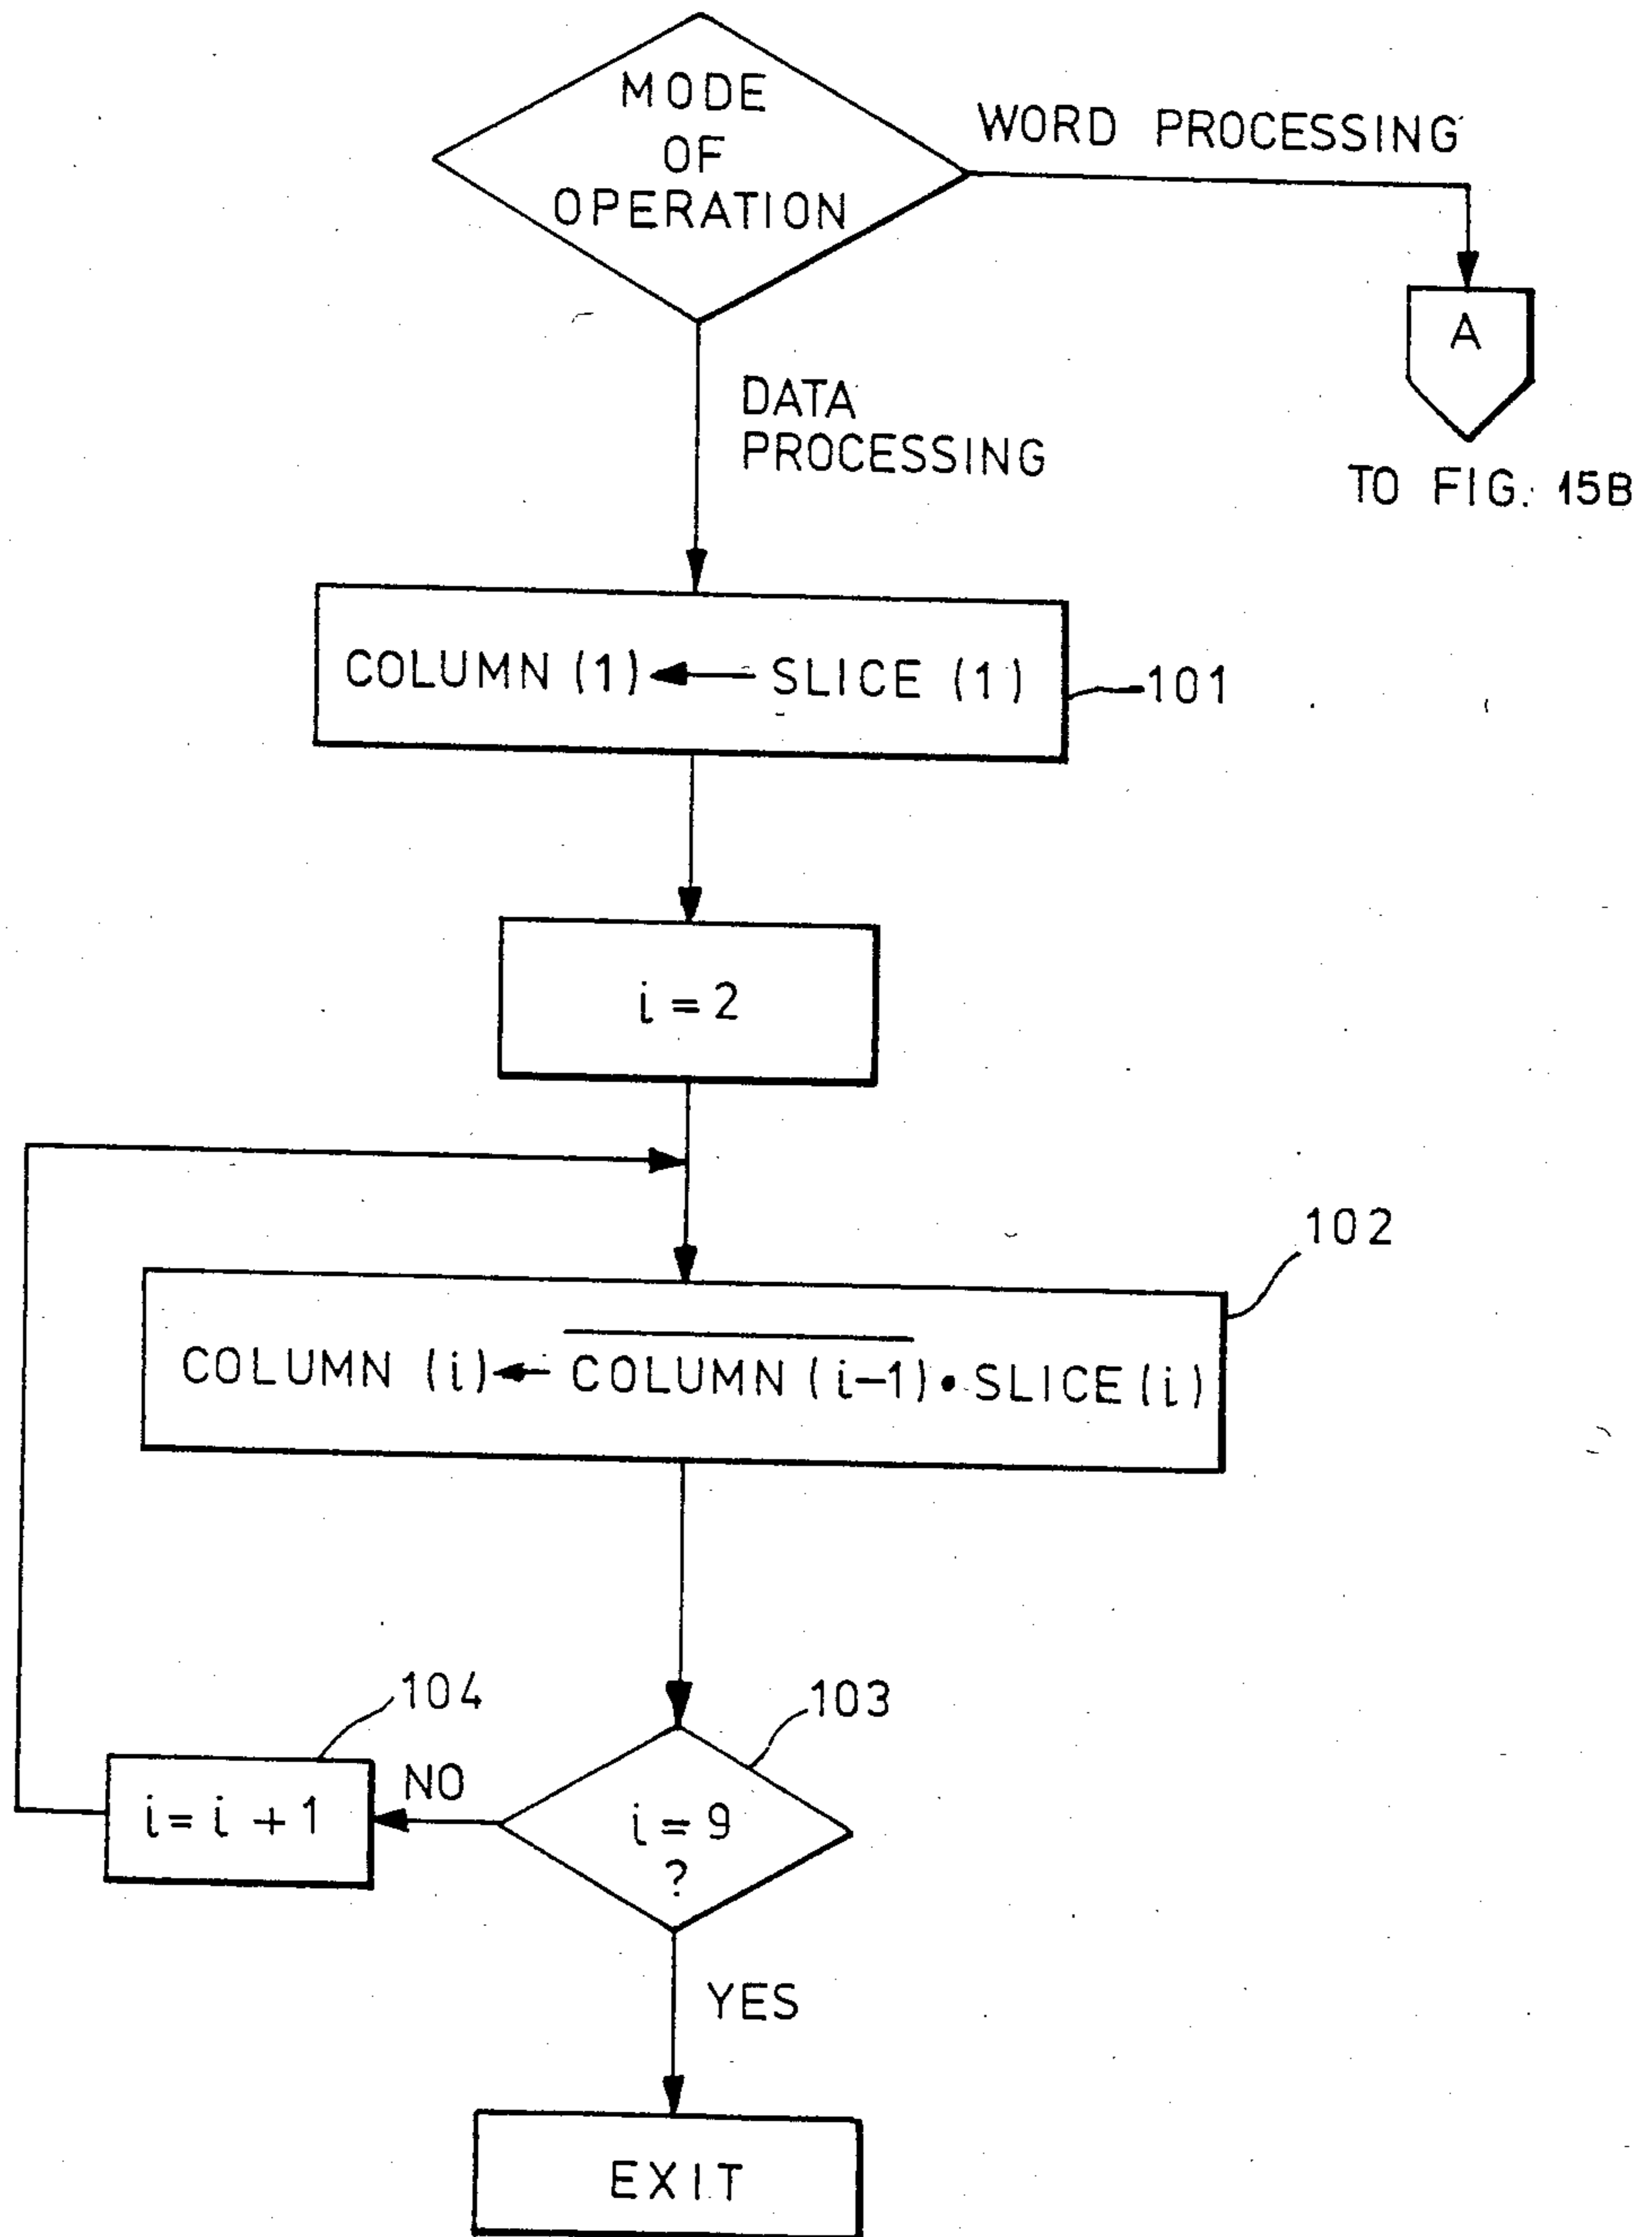 MODE
OF
OPERATION
WORD PROCESSING
A
TO FIG. 15B
DATA
PROCESSING
COLUMN (1) ← SLICE (1)
101
i = 2
102
COLUMN (i) ← \overline{COLUMN (i-1)} • SLICE (i)
104
103
i = i + 1
NO
i = 9
?
YES
EXIT